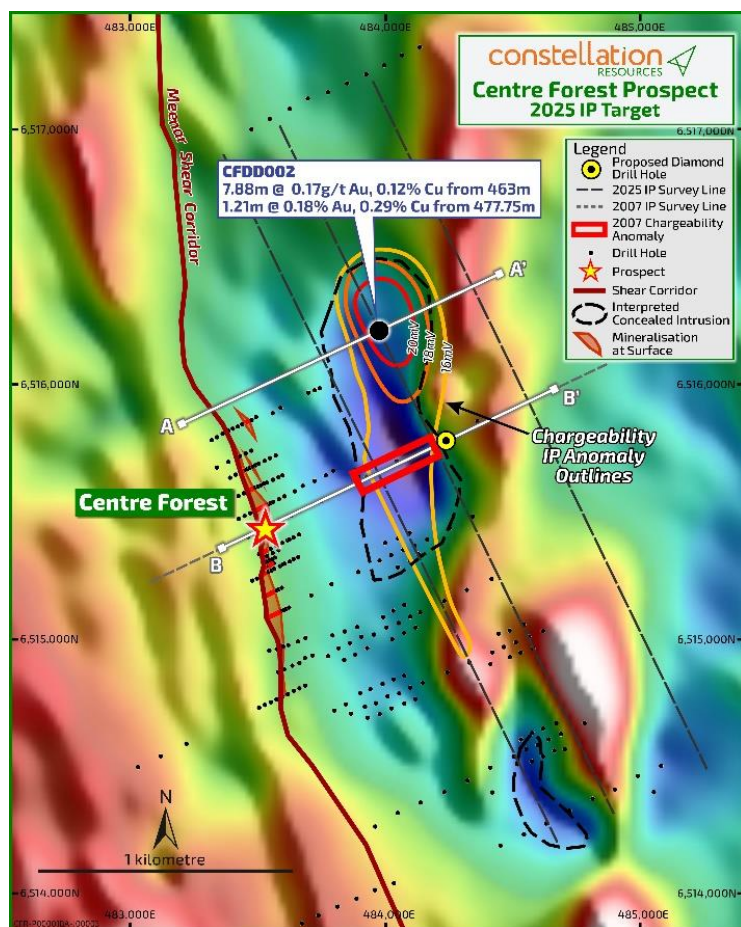 483,000E
484,000E
485,000E
constellation
RESOURCES
Centre Forest Prospect
2025 IP Target
6,517,000N
6,517,000N
Meenar Shear Corridor
Legend
Proposed Diamond
Drill Hole
2025 IP Survey Line
2007 IP Survey Line
2007 Chargeability
Anomaly
Drill Hole
Prospect
Shear Corridor
Interpreted
Concealed Intrusion
Mineralisation
at Surface
CFDD002
7.88m @ 0.17g/t Au, 0.12% Cu from 463m
1.21m @ 0.18% Au, 0.29% Cu from 477.75m
A'
20mV
18mV
16mV
6,516,000N
6,516,000N
A
B'
Chargeability
IP Anomaly
Outlines
Centre Forest
B
6,515,000N
6,515,000N
N
1 kilometre
6,514,000N
6,514,000N
483,000E
484,000E
485,000E